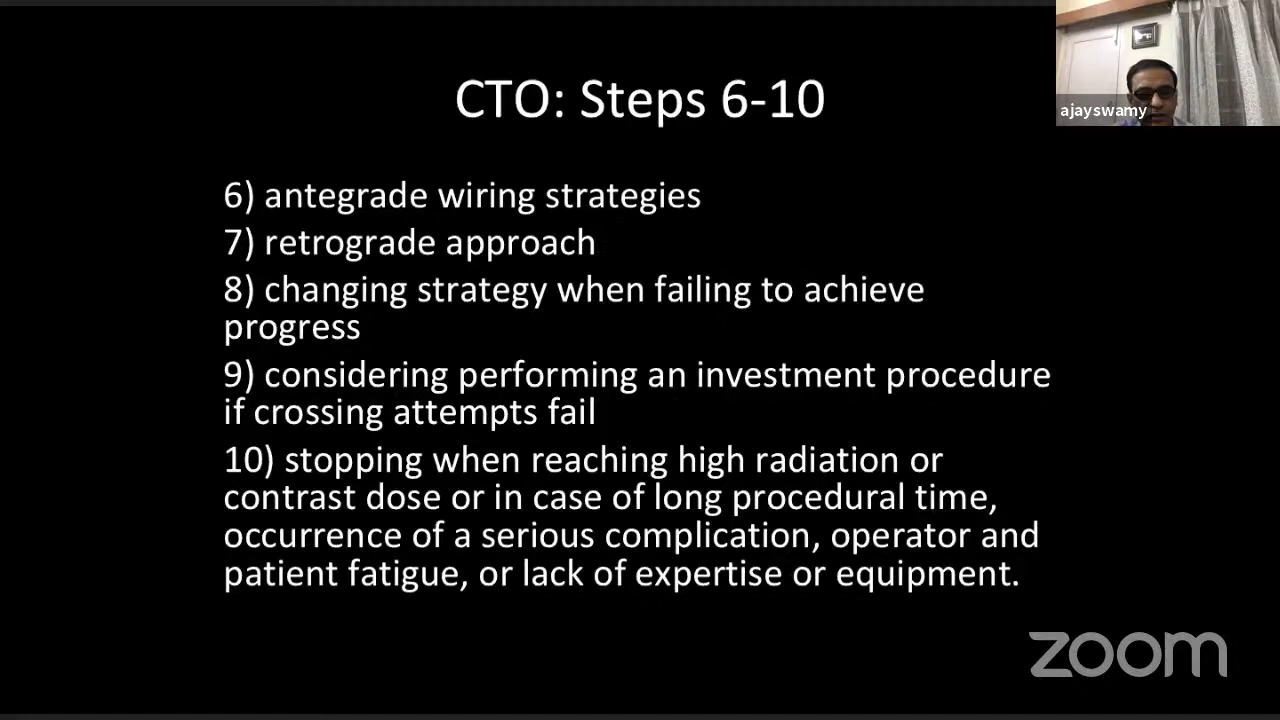 CTO: Steps 6-10
ajayswamy
6) antegrade wiring strategies
7) retrograde approach
8) changing strategy when failing to achieve
progress
9) considering performing an investment procedure
if crossing attempts fail
10) stopping when reaching high radiation or
contrast dose or in case of long procedural time,
occurrence of a serious complication, operator and
patient fatigue, or lack of expertise or equipment.
zoom